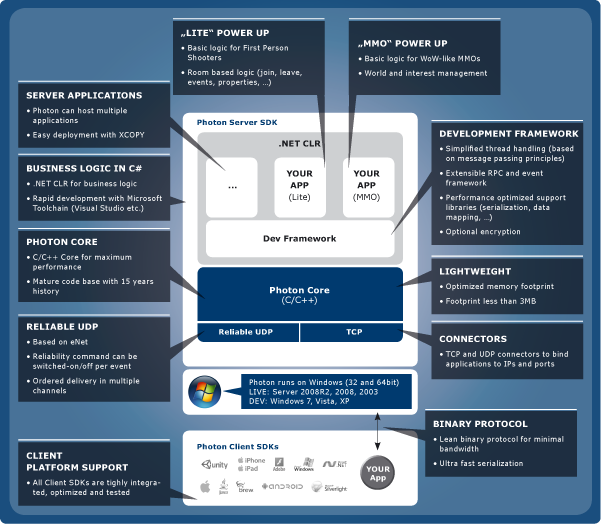 „LITE“ POWER UP
• Basic logic for First Person
Shooters
• Room based logic (join, leave,
events, properties, ...)
„MMO“ POWER UP
• Basic logic for WoW-like MMOs
• World and interest management
SERVER APPLICATIONS
• Photon can host multiple
applications
• Easy deployment with XCOPY
BUSINESS LOGIC IN C#
• .NET CLR for business logic
• Rapid development with Microsoft
Toolchain (Visual Studio etc.)
PHOTON CORE
• C/C++ Core for maximum
performance
• Mature code base with 15 years
history
RELIABLE UDP
• Based on eNet
• Reliability command can be
switched-on/off per event
• Ordered delivery in multiple
channels
CLIENT
PLATFORM SUPPORT
• All Client SDKs are tighly integra-
ted, optimized and tested
Photon Server SDK
.NET CLR
...
YOUR
APP
(Lite)
YOUR
APP
(MMO)
Dev Framework
Photon Core
(C/C++)
Reliable UDP
TCP
Photon runs on Windows (32 and 64bit)
LIVE: Server 2008R2, 2008, 2003
DEV: Windows 7, Vista, XP
Photon Client SDKs
unity
iPhone
iPad
Adobe
Windows
.NET
brew
ANDROID
Silverlight
YOUR
App
DEVELOPMENT FRAMEWORK
• Simplified thread handling (based
on message passing principles)
• Extensible RPC and event
framework
• Performance optimized support
libraries (serialization, data
mapping, ...)
• Optional encryption
LIGHTWEIGHT
• Optimized memory footprint
• Footprint less than 3MB
CONNECTORS
• TCP and UDP connectors to bind
applications to IPs and ports
BINARY PROTOCOL
• Lean binary protocol for minimal
bandwidth
• Ultra fast serialization